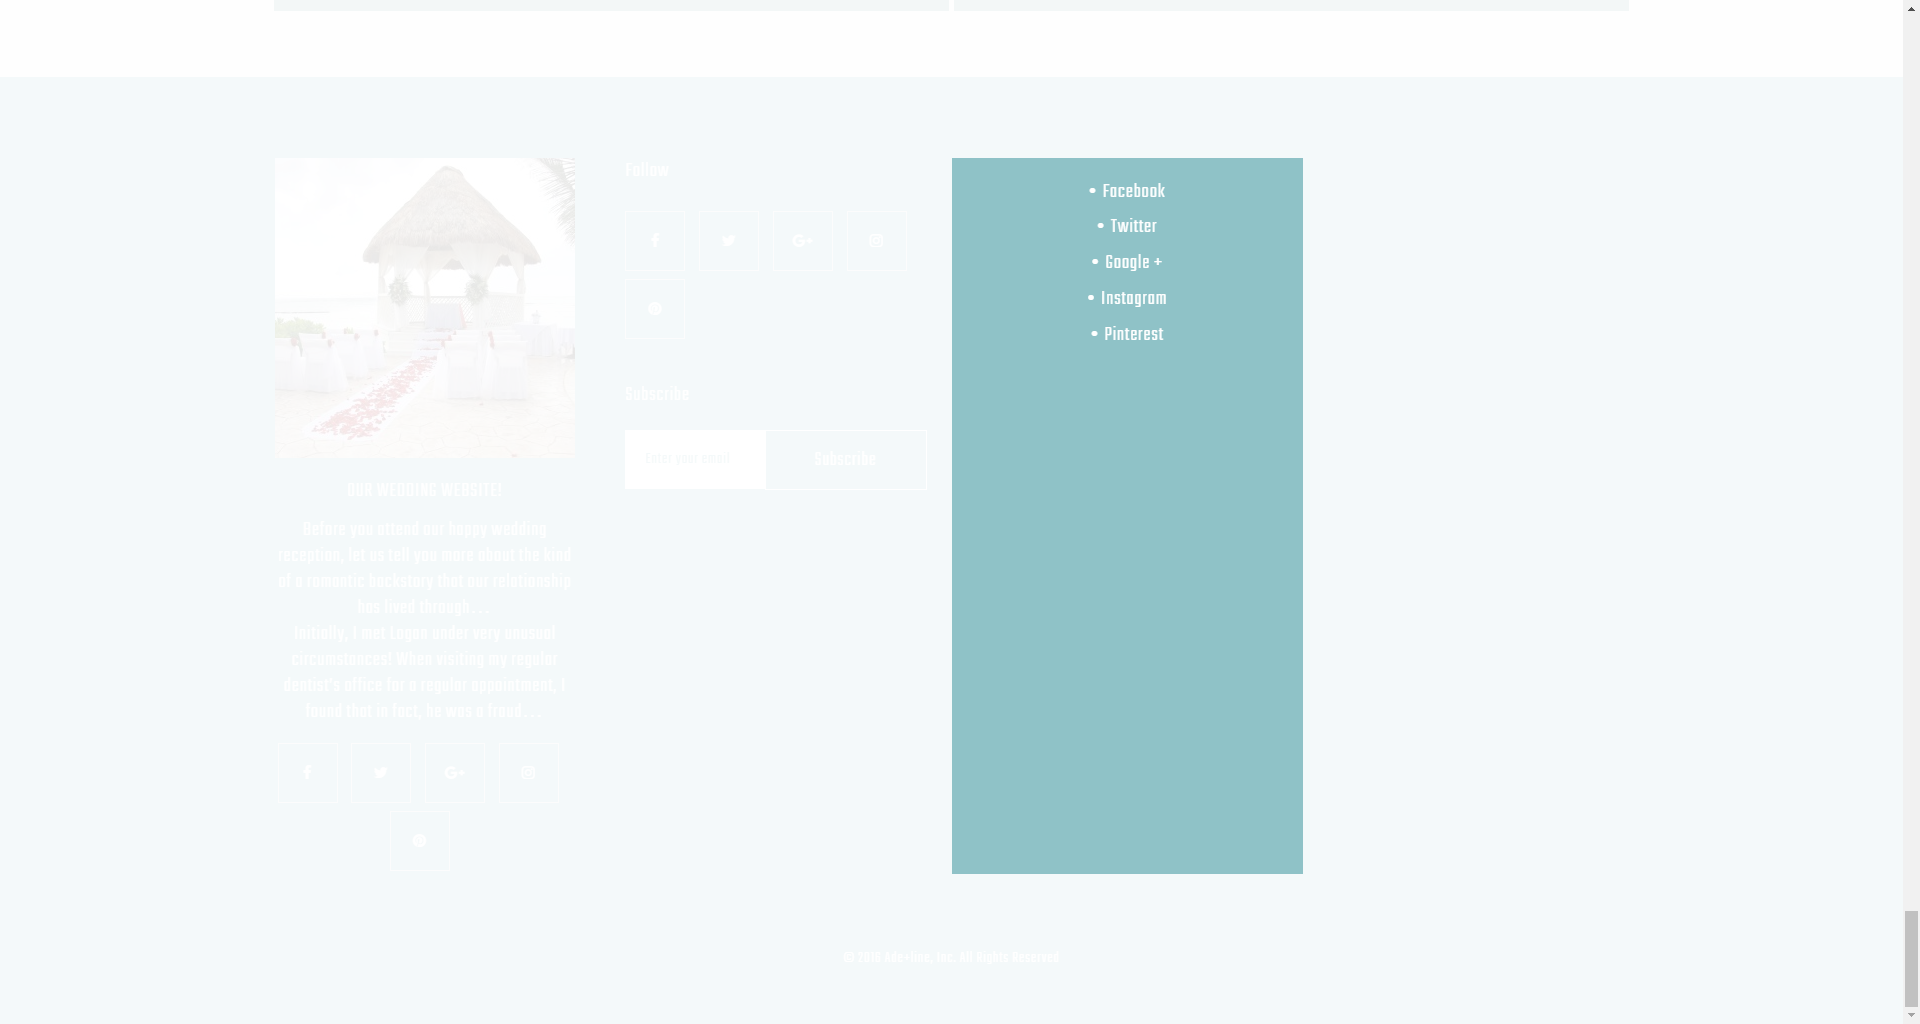 Follow
Subscribe
Enter your email
Subscribe
OUR WEDDING WEBSITE!
Before you attend our happy wedding
reception, let us tell you more about the kind
of a romantic backstory that our relationship
has lived through...
Initially, I met Logan under very unusual
circumstances! When visiting my regular
dentist's office for a regular appointment, I
found that in fact, he was a fraud...
• Facebook
• Twitter
• Google +
• Instagram
• Pinterest
Inc. All Rights Reserved